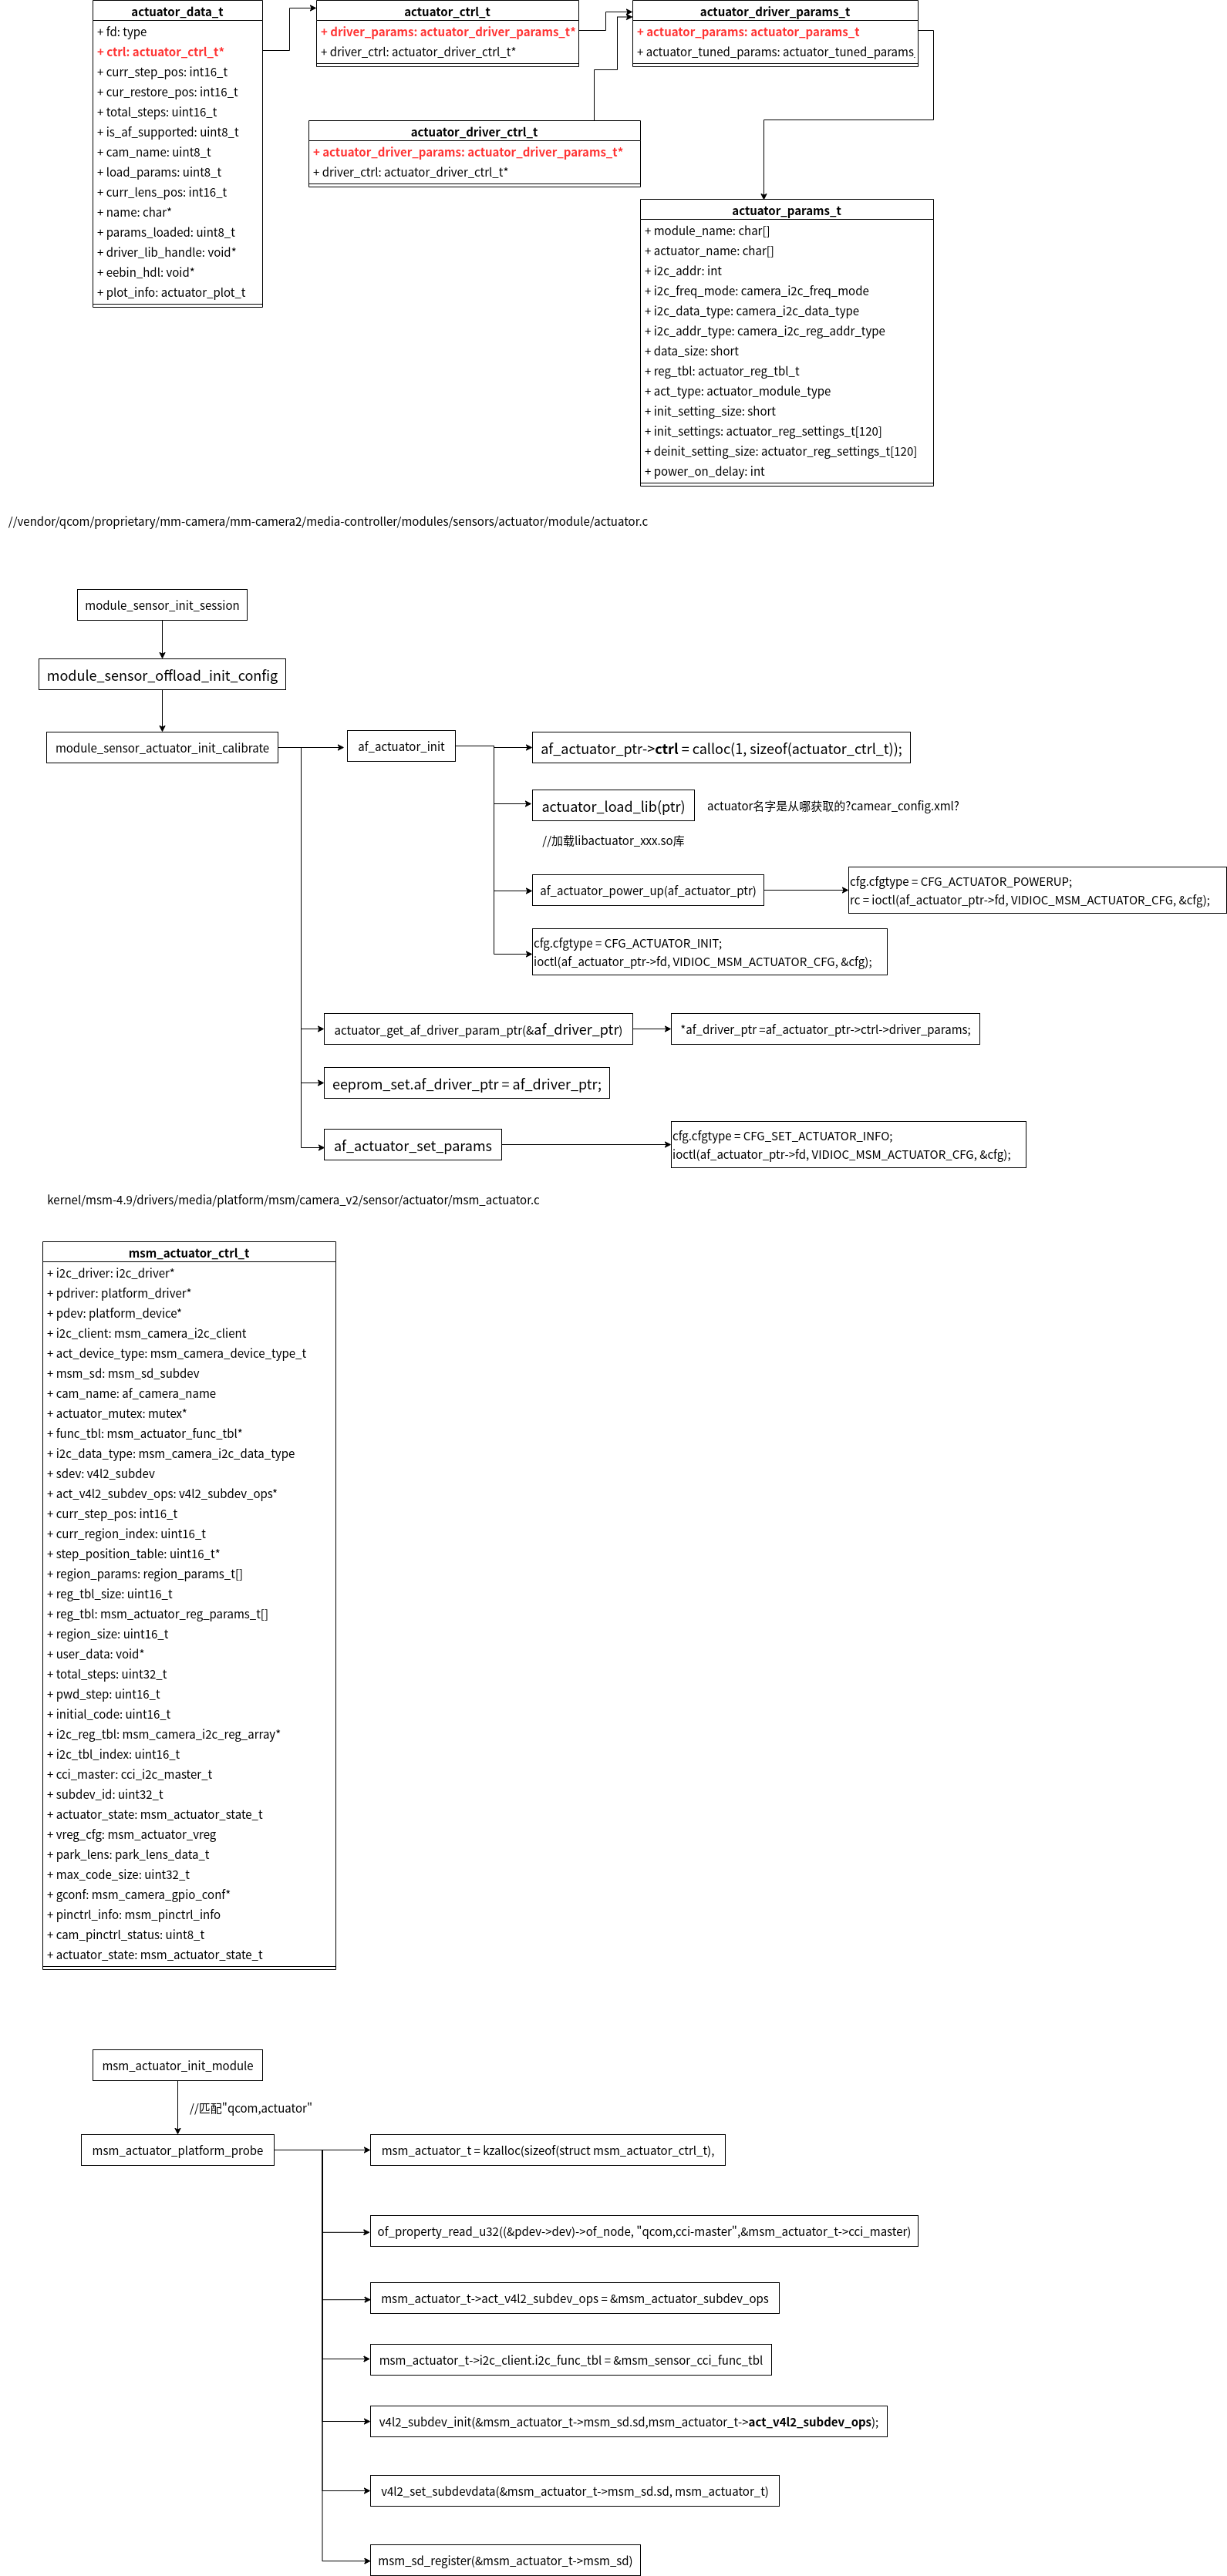 actuator_data_t
+ fd: type
+ ctrl: actuator_ctrl_t*
+ curr_step_pos: int16_t
+ cur_restore_pos: int16_t
+ total_steps: uint16_t
+ is_af_supported: uint8_t
+ cam_name: uint8_t
+ load_params: uint8_t
+ curr_lens_pos: int16_t
+ name: char*
+ params_loaded: uint8_t
+ driver_lib_handle: void*
+ eebin_hdl: void*
+ plot_info: actuator_plot_t
actuator_ctrl_t
+ driver_params: actuator_driver_params_t*
+ driver_ctrl: actuator_driver_ctrl_t*
actuator_driver_params_t
+ actuator_params: actuator_params_t
+ actuator_tuned_params: actuator_tuned_params_
actuator_driver_ctrl_t
+ actuator_driver_params: actuator_driver_params_t*
+ driver_ctrl: actuator_driver_ctrl_t*
actuator_params_t
+ module_name: char[]
+ actuator_name: char[]
+ i2c_addr: int
+ i2c_freq_mode: camera_i2c_freq_mode
+ i2c_data_type: camera_i2c_data_type
+ i2c_addr_type: camera_i2c_reg_addr_type
+ data_size: short
+ reg_tbl: actuator_reg_tbl_t
+ act_type: actuator_module_type
+ init_setting_size: short
+ init_settings: actuator_reg_settings_t[120]
+ deinit_setting_size: actuator_reg_settings_t[120]
+ power_on_delay: int
//vendor/qcom/proprietary/mm-camera/mm-camera2/media-controller/modules/sensors/actuator/module/actuator.c
module_sensor_init_session
module_sensor_offload_init_config
module_sensor_actuator_init_calibrate
af_actuator_init
af_actuator_ptr->ctrl = calloc(1, sizeof(actuator_ctrl_t));
actuator_load_lib(ptr)
actuator名字是从哪获取的?camear_config.xml?
//加载libactuator_xxx.so库
af_actuator_power_up(af_actuator_ptr)
cfg.cfgtype = CFG_ACTUATOR_POWERUP;
rc = ioctl(af_actuator_ptr->fd, VIDIOC_MSM_ACTUATOR_CFG, &cfg);
cfg.cfgtype = CFG_ACTUATOR_INIT;
ioctl(af_actuator_ptr->fd, VIDIOC_MSM_ACTUATOR_CFG, &cfg);
actuator_get_af_driver_param_ptr(&af_driver_ptr)
*af_driver_ptr =af_actuator_ptr->ctrl->driver_params;
eeprom_set.af_driver_ptr = af_driver_ptr;
af_actuator_set_params
cfg.cfgtype = CFG_SET_ACTUATOR_INFO;
ioctl(af_actuator_ptr->fd, VIDIOC_MSM_ACTUATOR_CFG, &cfg);
kernel/msm-4.9/drivers/media/platform/msm/camera_v2/sensor/actuator/msm_actuator.c
msm_actuator_ctrl_t
+ i2c_driver: i2c_driver*
+ pdriver: platform_driver*
+ pdev: platform_device*
+ i2c_client: msm_camera_i2c_client
+ act_device_type: msm_camera_device_type_t
+ msm_sd: msm_sd_subdev
+ cam_name: af_camera_name
+ actuator_mutex: mutex*
+ func_tbl: msm_actuator_func_tbl*
+ i2c_data_type: msm_camera_i2c_data_type
+ sdev: v4l2_subdev
+ act_v4l2_subdev_ops: v4l2_subdev_ops*
+ curr_step_pos: int16_t
+ curr_region_index: uint16_t
+ step_position_table: uint16_t*
+ region_params: region_params_t[]
+ reg_tbl_size: uint16_t
+ reg_tbl: msm_actuator_reg_params_t[]
+ region_size: uint16_t
+ user_data: void*
+ total_steps: uint32_t
+ pwd_step: uint16_t
+ initial_code: uint16_t
+ i2c_reg_tbl: msm_camera_i2c_reg_array*
+ i2c_tbl_index: uint16_t
+ cci_master: cci_i2c_master_t
+ subdev_id: uint32_t
+ actuator_state: msm_actuator_state_t
+ vreg_cfg: msm_actuator_vreg
+ park_lens: park_lens_data_t
+ max_code_size: uint32_t
+ gconf: msm_camera_gpio_conf*
+ pinctrl_info: msm_pinctrl_info
+ cam_pinctrl_status: uint8_t
+ actuator_state: msm_actuator_state_t
msm_actuator_init_module
//匹配"qcom,actuator"
msm_actuator_platform_probe
msm_actuator_t = kzalloc(sizeof(struct msm_actuator_ctrl_t),
of_property_read_u32((&pdev->dev)->of_node, "qcom,cci-master",&msm_actuator_t->cci_master)
msm_actuator_t->act_v4l2_subdev_ops = &msm_actuator_subdev_ops
msm_actuator_t->i2c_client.i2c_func_tbl = &msm_sensor_cci_func_tbl
v4l2_subdev_init(&msm_actuator_t->msm_sd.sd,msm_actuator_t->act_v4l2_subdev_ops);
v4l2_set_subdevdata(&msm_actuator_t->msm_sd.sd, msm_actuator_t)
msm_sd_register(&msm_actuator_t->msm_sd)